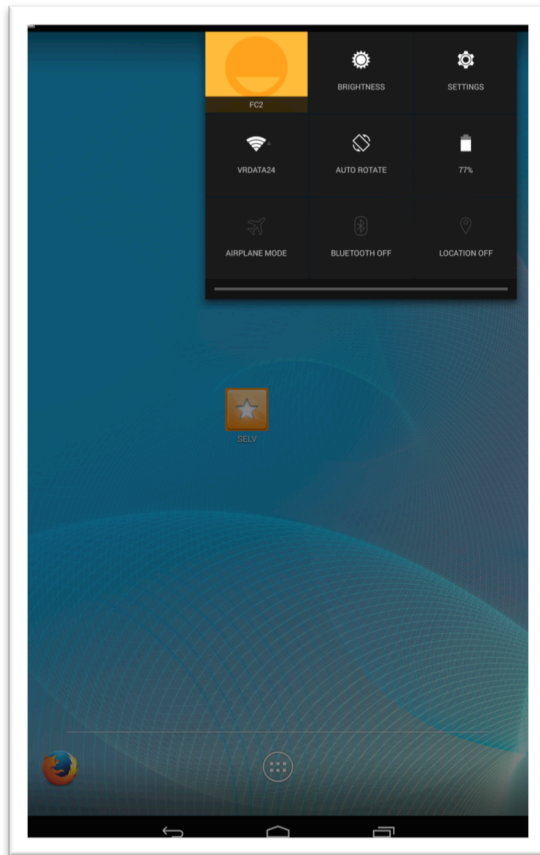 FC2
BRIGHTNESS
SETTINGS
VRDATA24
AUTO ROTATE
77%
AIRPLANE MODE
BLUETOOTH OFF
LOCATION OFF
SELV